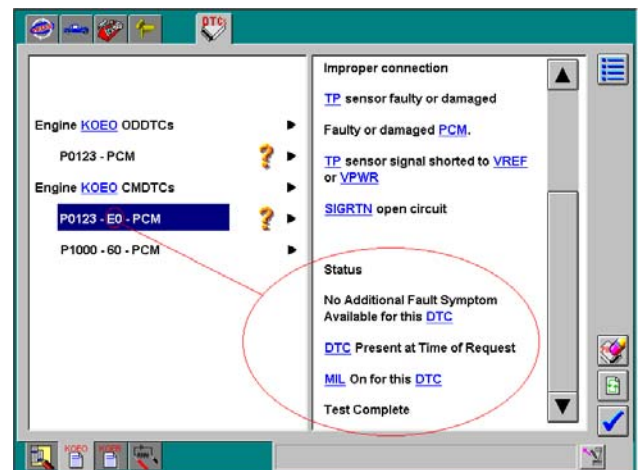 DTC
Engine KOEO ODDTCs
P0123 - PCM
Engine KOEO CMDTCs
P0123 - E0 - PCM
P1000 - 60 - PCM
Improper connection
TP sensor faulty or damaged
Faulty or damaged PCM.
TP sensor signal shorted to VREF
or VPWR
SIGRTN open circuit
Status
No Additional Fault Symptom
Available for this DTC
DTC Present at Time of Request
MIL On for this DTC
Test Complete
KOEO
KOER